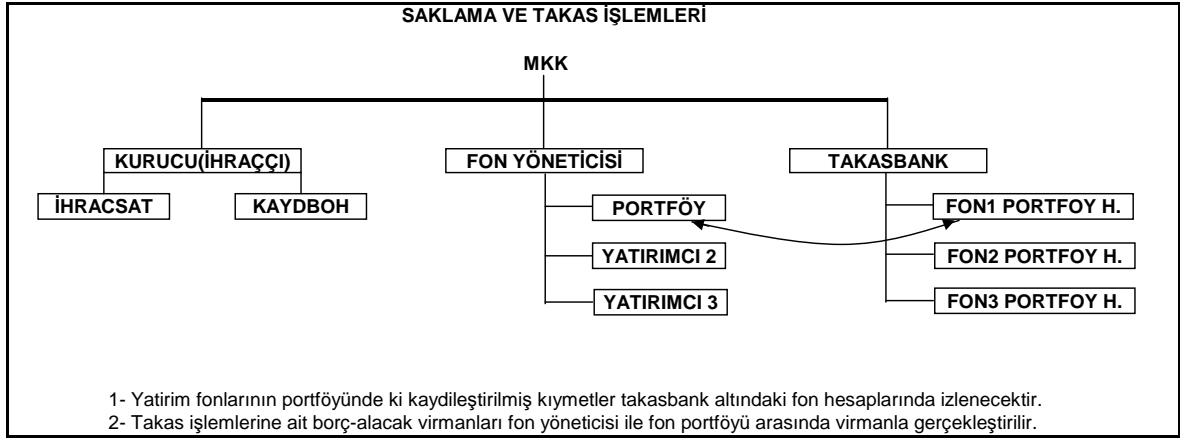 SAKLAMA VE TAKAS İŞLEMLERİ
MKK
KURUCU(İHRAÇÇI)
FON YÖNETİCİSİ
TAKASBANK
İHRACSAT
KAYDBOH
PORTFÖY
FON1 PORTFOY H.
YATIRIMCI 2
FON2 PORTFOY H.
YATIRIMCI 3
FON3 PORTFOY H.
1- Yatirim fonlarının portföyünde ki kaydileştirilmiş kıymetler takasbank altındaki fon hesaplarında izlenecektir.
2- Takas işlemlerine ait borç-alacak virmanları fon yöneticisi ile fon portföyü arasında virmanla gerçekleştirilir.